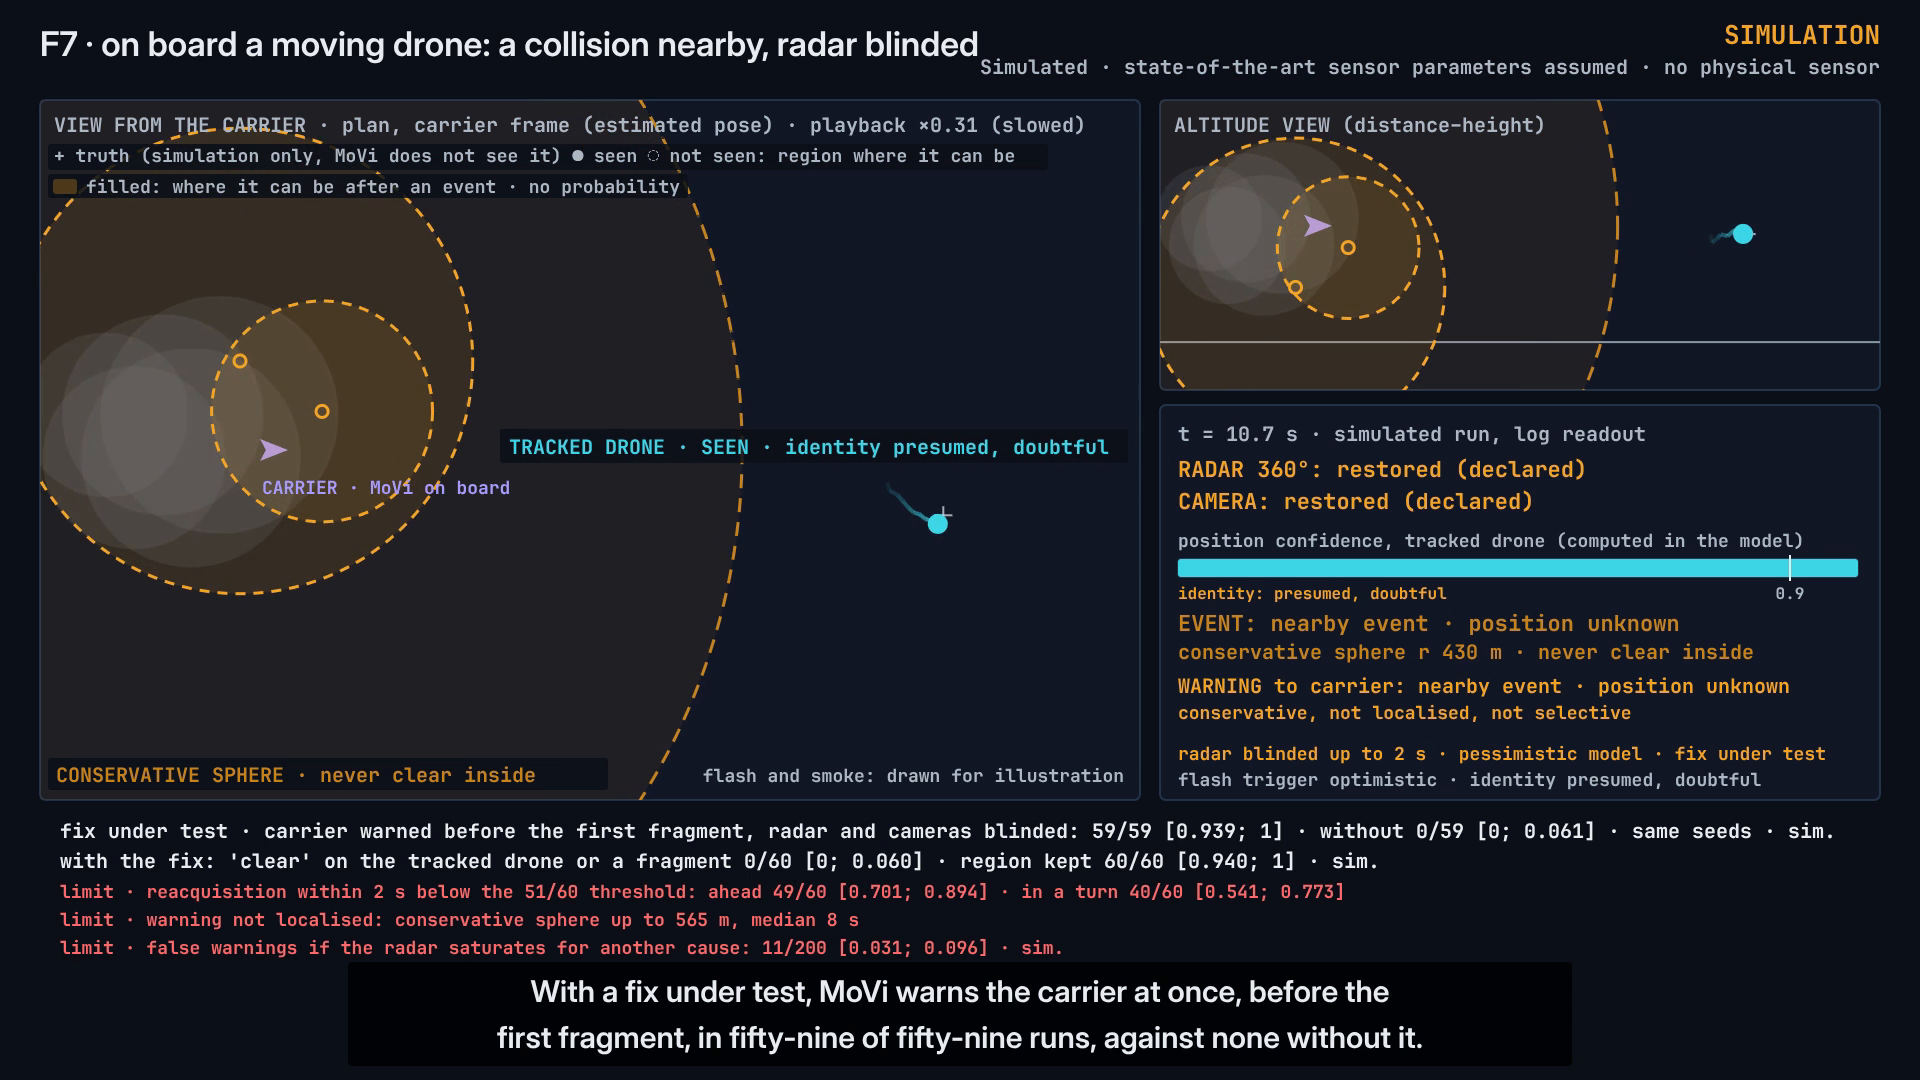 F7 · on board a moving drone: a collision nearby, radar blinded
SIMULATION
Simulated · state-of-the-art sensor parameters assumed · no physical sensor
VIEW FROM THE CARRIER · plan, carrier frame (estimated pose) · playback ×0.31 (slowed)
+ truth (simulation only, MoVi does not see it) ● seen ◌ not seen: region where it can be
filled: where it can be after an event · no probability
TRACKED DRONE · SEEN · identity presumed, doubtful
CARRIER · MoVi on board
CONSERVATIVE SPHERE · never clear inside
flash and smoke: drawn for illustration
ALTITUDE VIEW (distance-height)
t = 10.7 s · simulated run, log readout
RADAR 360°: restored (declared)
CAMERA: restored (declared)
position confidence, tracked drone (computed in the model)
identity: presumed, doubtful
0.9
EVENT: nearby event · position unknown
conservative sphere r 430 m · never clear inside
WARNING to carrier: nearby event · position unknown
conservative, not localised, not selective
radar blinded up to 2 s · pessimistic model · fix under test
flash trigger optimistic · identity presumed, doubtful
fix under test · carrier warned before the first fragment, radar and cameras blinded: 59/59 [0.939; 1] · without 0/59 [0; 0.061] · same seeds · sim.
with the fix: 'clear' on the tracked drone or a fragment 0/60 [0; 0.060] · region kept 60/60 [0.940; 1] · sim.
limit · reacquisition within 2 s below the 51/60 threshold: ahead 49/60 [0.701; 0.894] · in a turn 40/60 [0.541; 0.773]
limit · warning not localised: conservative sphere up to 565 m, median 8 s
limit · false warnings if the radar saturates for another cause: 11/200 [0.031; 0.096] · sim.
With a fix under test, MoVi warns the carrier at once, before the
first fragment, in fifty-nine of fifty-nine runs, against none without it.